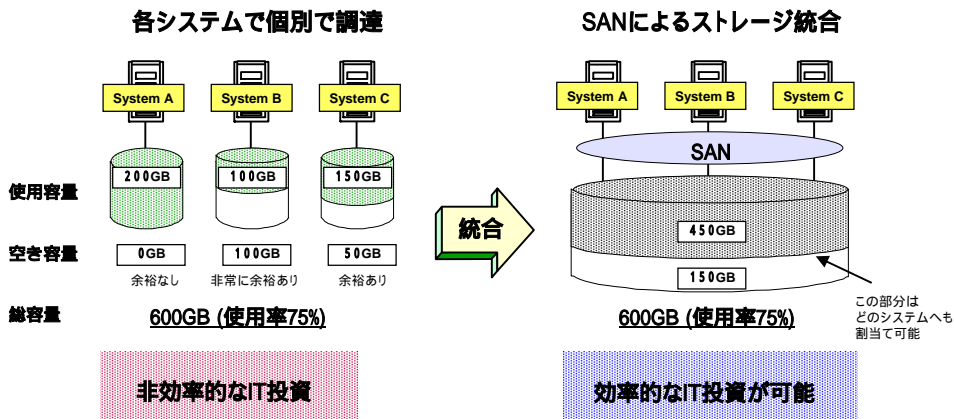 各システムで個別で調達
SANによるストレージ統合
System A
System B
System C
System A
System B
System C
SAN
使用容量
200GB
100GB
150GB
統合
450GB
空き容量
0GB
100GB
50GB
余裕なし
非常に余裕あり
余裕あり
150GB
この部分は
どのシステムへも
割当て可能
総容量
600GB (使用率75%)
600GB (使用率75%)
非効率的なIT投資
効率的なIT投資が可能